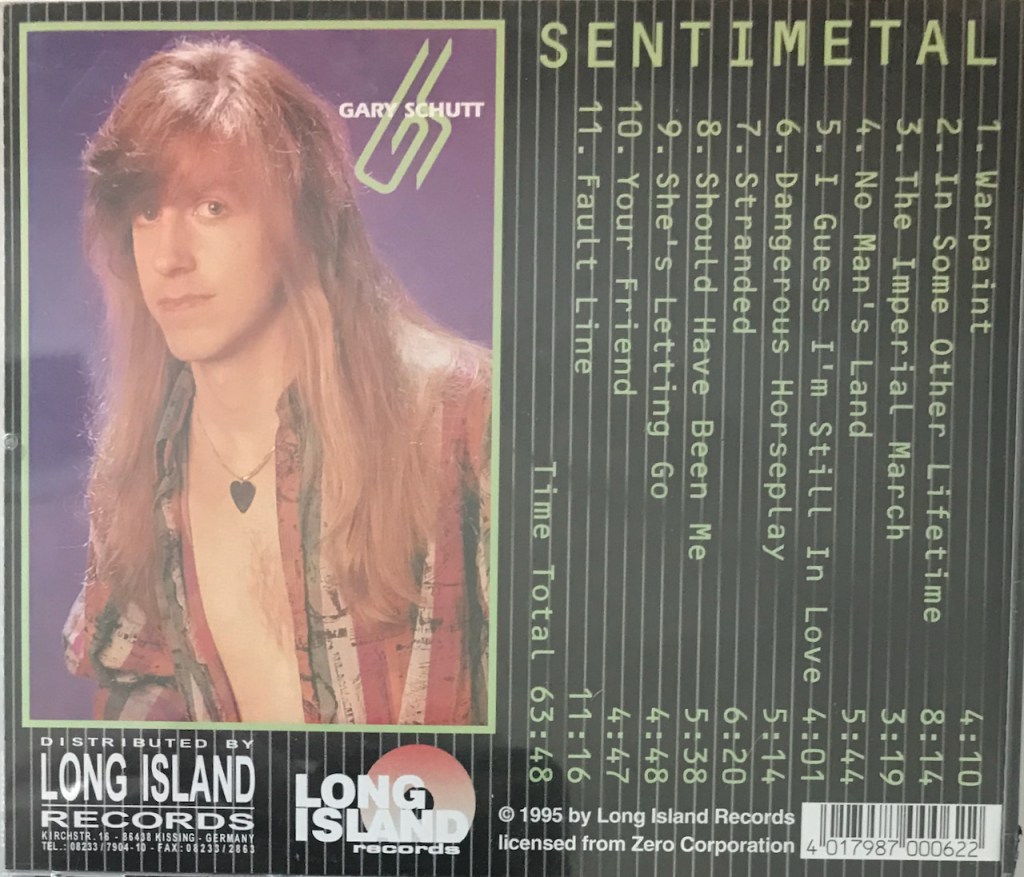 SENTIMETAL
GARY SCHUTT
1. Warpaint 4:10
2. In Some Other Lifetime 8:14
3. The Imperial March 3:19
4. No Man's Land 5:44
5. I Guess I'm Still In Love 4:01
6. Dangerous Horseplay 5:14
7. Stranded 6:20
8. Should Have Been Me 5:38
9. She's Letting Go 4:48
10. Your Friend 4:47
11. Fault Line 11:16
Time Total 63:48
DISTRIBUTED BY
LONG ISLAND
RECORDS
KIRCHSTR. 16 - 86438 KISSING - GERMANY
TEL.: 08233/7904-10 - FAX: 08233/2863
LONG
ISLAND
records
© 1995 by Long Island Records
licensed from Zero Corporation
4 017987 000622